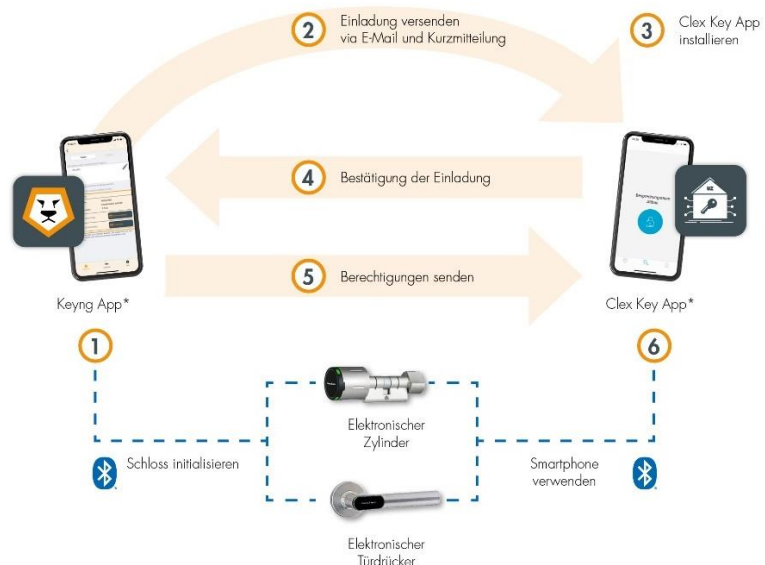 2
Einladung versenden
via E-Mail und Kurzmitteilung
3
Clex Key App
installieren
4
Bestätigung der Einladung
5
Berechtigungen senden
Keyng App*
Clex Key App*
1
6
Elektronischer
Zylinder
Schloss initialisieren
Smartphone
verwenden
Elektronischer
Türdrücker